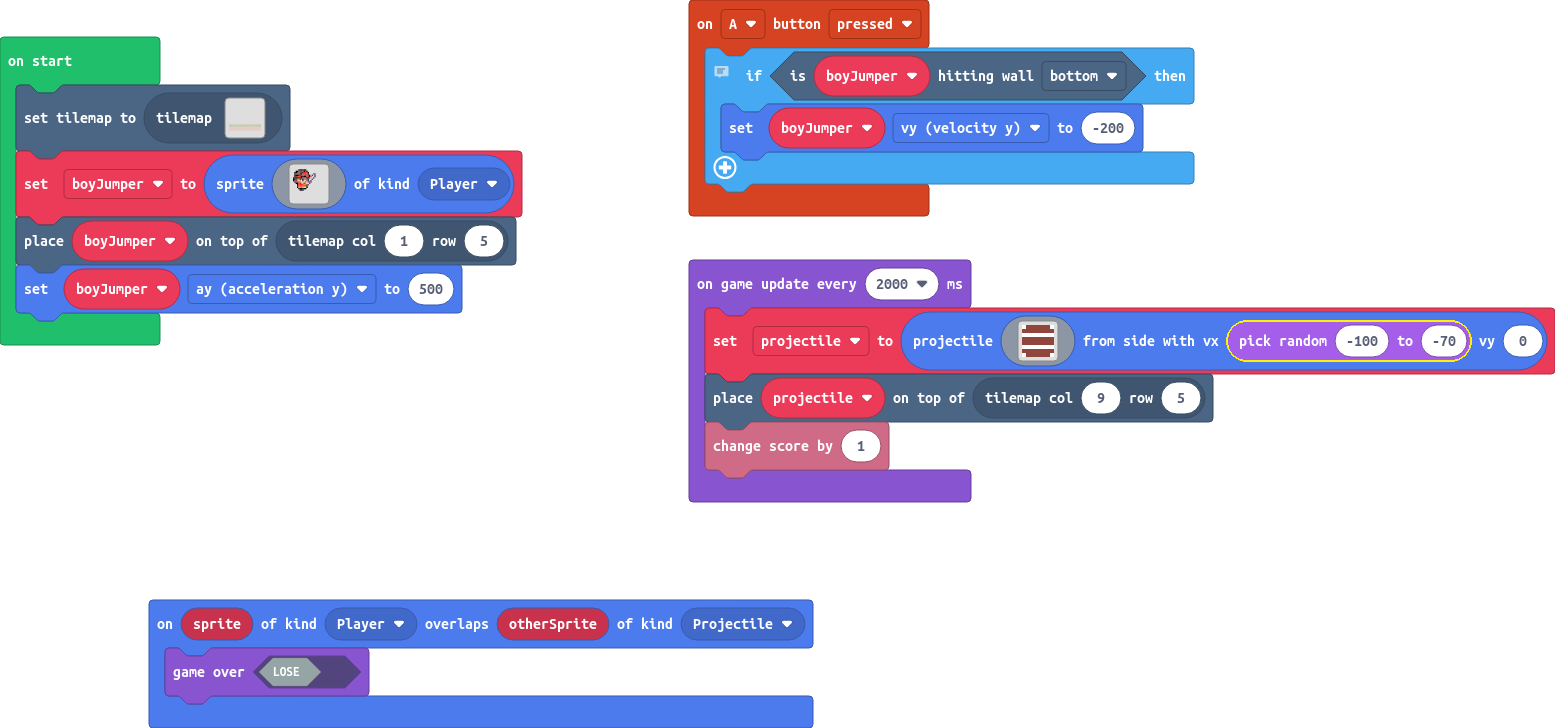 on start
set tilemap to tilemap
set boyJumper to sprite of kind Player
place boyJumper on top of tilemap col 1 row 5
set boyJumper ay (acceleration y) to 500
on A button pressed
if is boyJumper hitting wall bottom then
set boyJumper vy (velocity y) to -200
on game update every 2000 ms
set projectile to projectile from side with vx pick random -100 to -70 vy 0
place projectile on top of tilemap col 9 row 5
change score by 1
on sprite of kind Player overlaps otherSprite of kind Projectile
game over LOSE